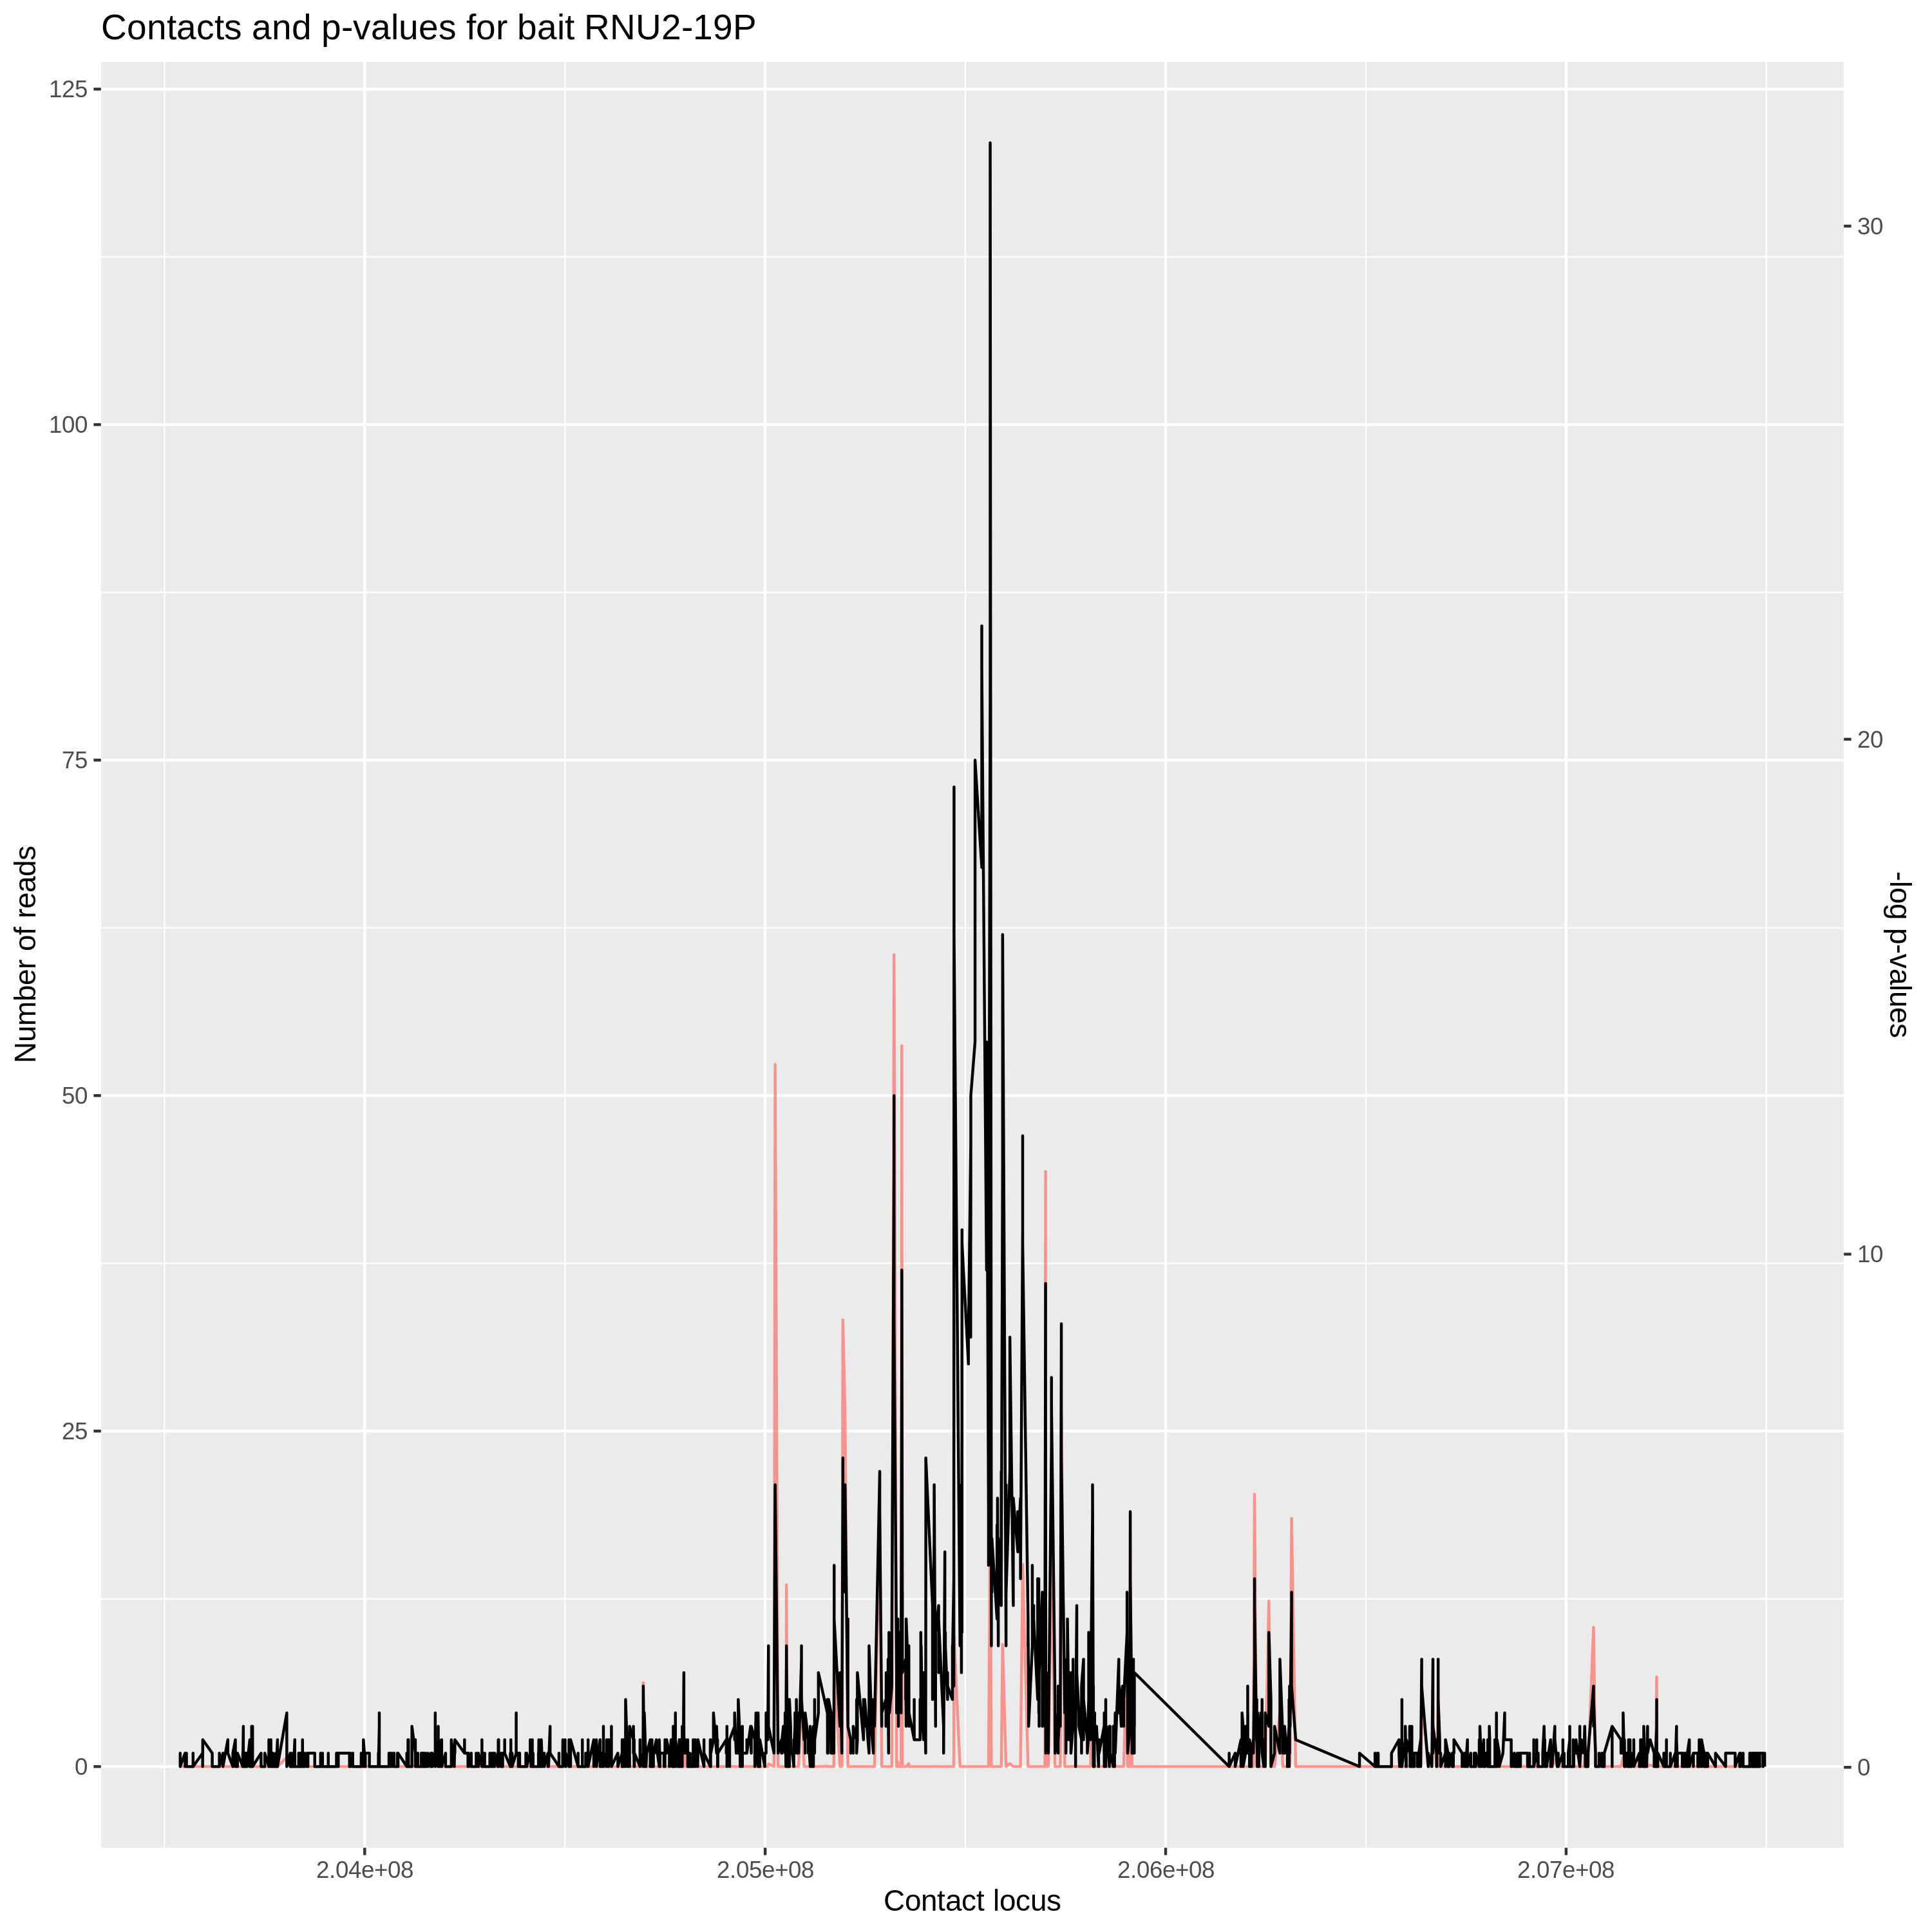 Contacts and p-values for bait RNU2-19P
125
100
75
50
25
0
Number of reads
30
20
10
0
-log p-values
2.04e+08
2.05e+08
2.06e+08
2.07e+08
Contact locus